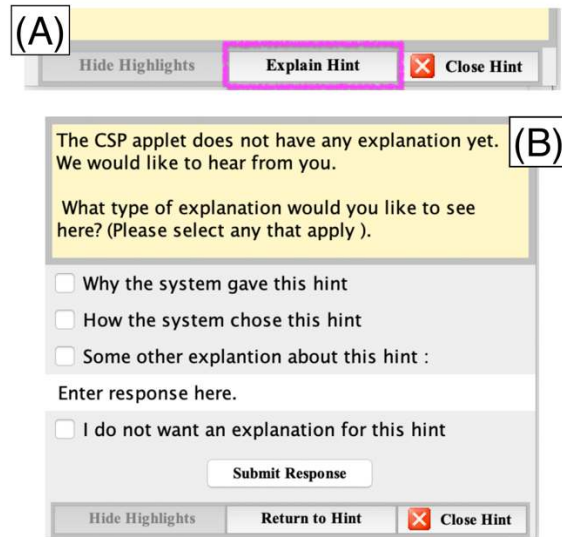 (A)
Hide Highlights Explain Hint Close Hint
(B)
The CSP applet does not have any explanation yet.
We would like to hear from you.
What type of explanation would you like to see
here? (Please select any that apply ).
Why the system gave this hint
How the system chose this hint
Some other explantion about this hint :
Enter response here.
I do not want an explanation for this hint
Submit Response
Hide Highlights Return to Hint Close Hint